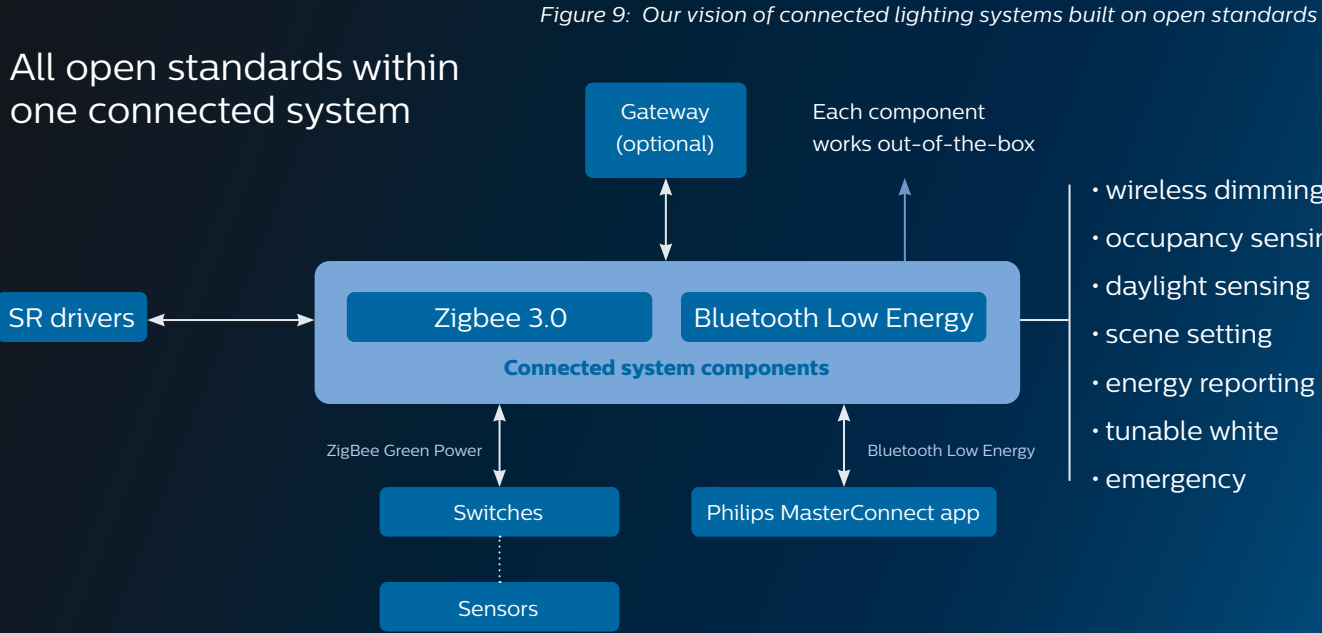 Figure 9: Our vision of connected lighting systems built on open standards
All open standards within
one connected system
Gateway
(optional)
Each component
works out-of-the-box
SR drivers
Zigbee 3.0
Bluetooth Low Energy
Connected system components
ZigBee Green Power
Bluetooth Low Energy
Switches
Sensors
Philips MasterConnect app
· wireless dimming
· occupancy sensin
· daylight sensing
· scene setting
· energy reporting
· tunable white
· emergency